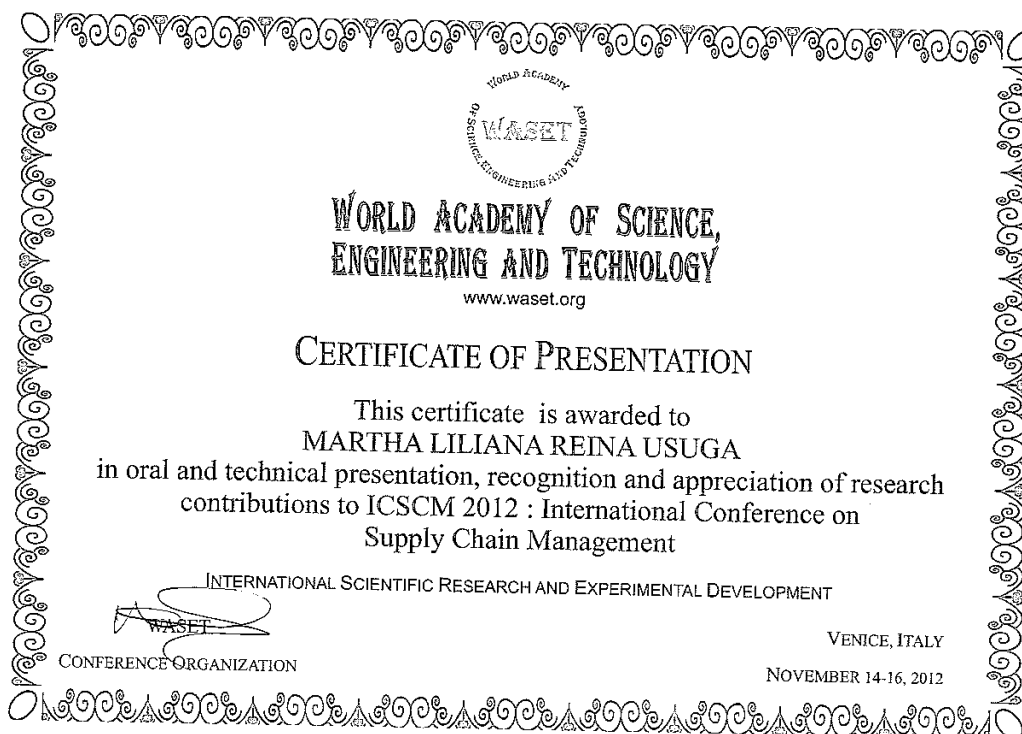 WORLD ACADEMY
OF SCIENCE, ENGINEERING AND TECHNOLOGY
WASET
WORLD ACADEMY OF SCIENCE,
ENGINEERING AND TECHNOLOGY
www.waset.org
CERTIFICATE OF PRESENTATION
This certificate is awarded to
MARTHA LILIANA REINA USUGA
in oral and technical presentation, recognition and appreciation of research
contributions to ICSCM 2012 : International Conference on
Supply Chain Management
INTERNATIONAL SCIENTIFIC RESEARCH AND EXPERIMENTAL DEVELOPMENT
WASET
CONFERENCE ORGANIZATION
VENICE, ITALY
NOVEMBER 14-16, 2012